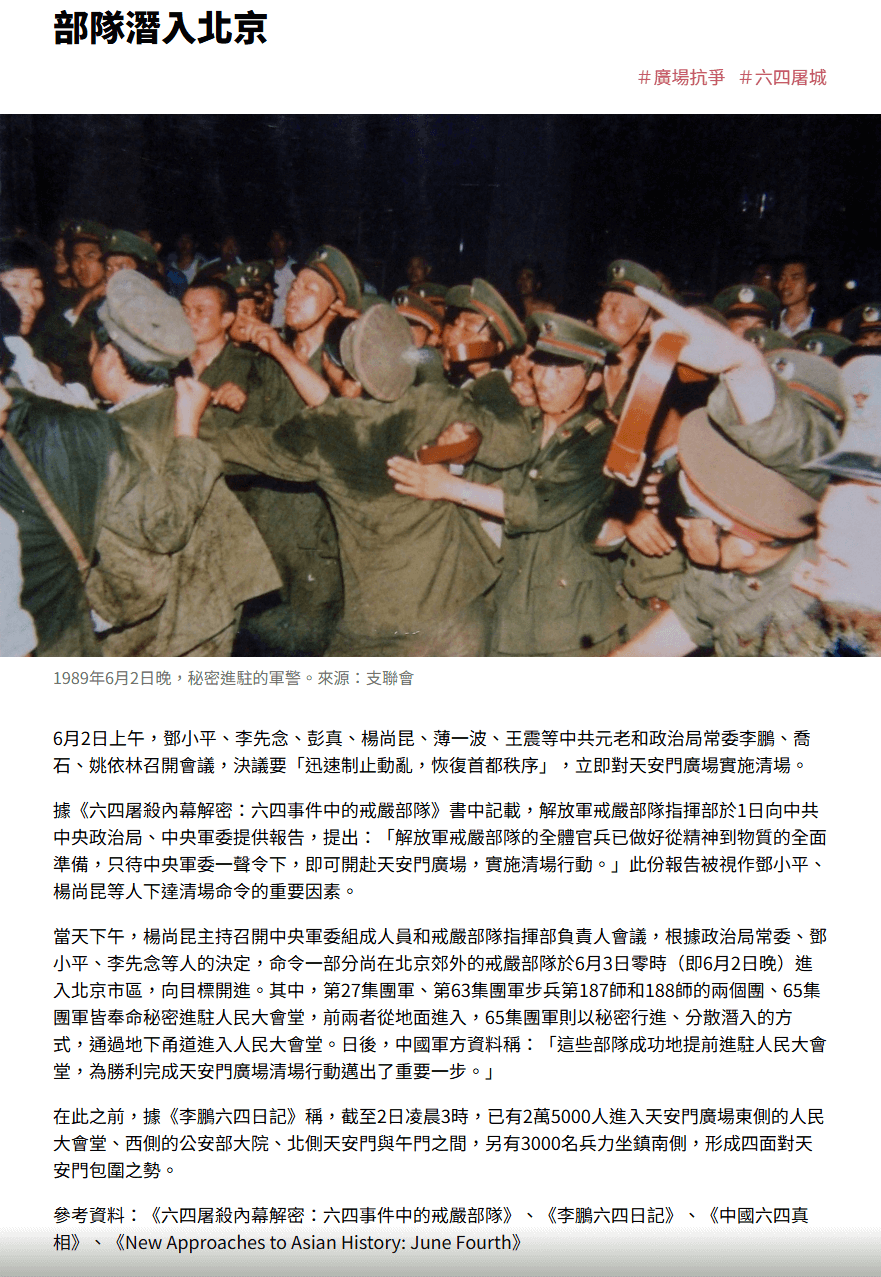 部隊潛入北京
＃廣場抗爭 ＃六四屠城
1989年6月2日晚，秘密進駐的軍警。來源：支聯會
6月2日上午，鄧小平、李先念、彭真、楊尚昆、薄一波、王震等中共元老和政治局常委李鵬、喬
石、姚依林召開會議，決議要「迅速制止動亂，恢復首都秩序」，立即對天安門廣場實施清場。
據《六四屠殺內幕解密：六四事件中的戒嚴部隊》書中記載，解放軍戒嚴部隊指揮部於1日向中共
中央政治局、中央軍委提供報告，提出：「解放軍戒嚴部隊的全體官兵已做好從精神到物質的全面
準備，只待中央軍委一聲令下，即可開赴天安門廣場，實施清場行動。」此份報告被視作鄧小平、
楊尚昆等人下達清場命令的重要因素。
當天下午，楊尚昆主持召開中央軍委組成人員和戒嚴部隊指揮部負責人會議，根據政治局常委、鄧
小平、李先念等人的決定，命令一部分尚在北京郊外的戒嚴部隊於6月3日零時（即6月2日晚）進
入北京市區，向目標開進。其中，第27集團軍、第63集團軍步兵第187師和188師的兩個團、65集
團軍皆奉命秘密進駐人民大會堂，前兩者從地面進入，65集團軍則以秘密行進、分散潛入的方
式，通過地下甬道進入人民大會堂。日後，中國軍方資料稱：「這些部隊成功地提前進駐人民大會
堂，為勝利完成天安門廣場清場行動邁出了重要一步。」
在此之前，據《李鵬六四日記》稱，截至2日凌晨3時，已有2萬5000人進入天安門廣場東側的人民
大會堂、西側的公安部大院、北側天安門與午門之間，另有3000名兵力坐鎮南側，形成四面對天
安門包圍之勢。
參考資料：《六四屠殺內幕解密：六四事件中的戒嚴部隊》、《李鵬六四日記》、《中國六四真
相》、《New Approaches to Asian History: June Fourth》